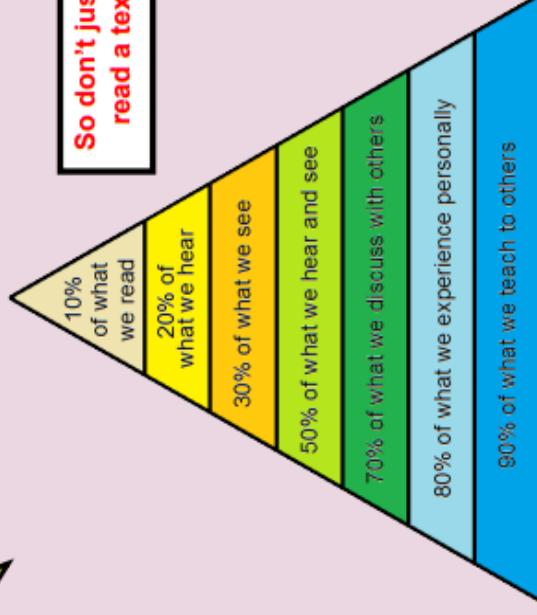 So don't jus
read a tex
10%
of what
we read
20% of
what we hear
30% of what we see
50% of what we hear and see
70% of what we discuss with others
80% of what we experience personally
90% of what we teach to others